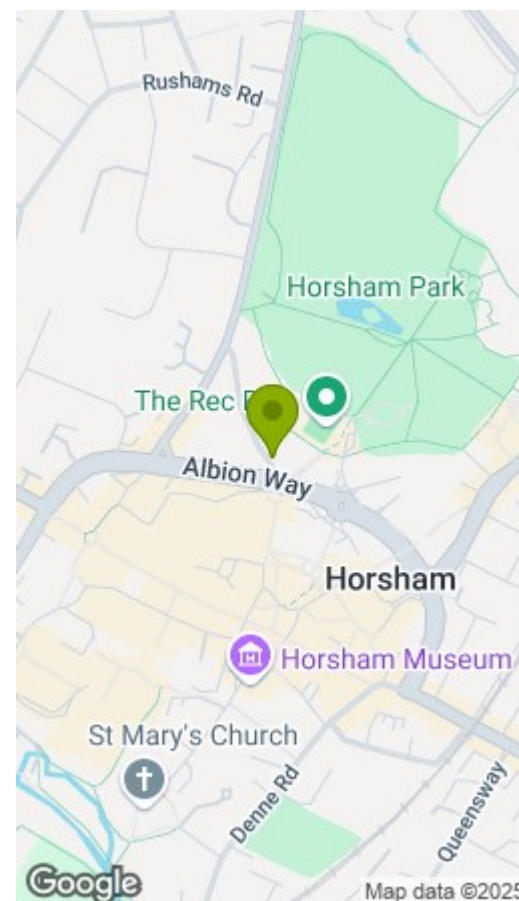 Rushams Rd
Horsham Park
The Rec
Albion Way
Horsham
Horsham Museum
St Mary's Church
Denne Rd
Queensway
Google
Map data ©2025